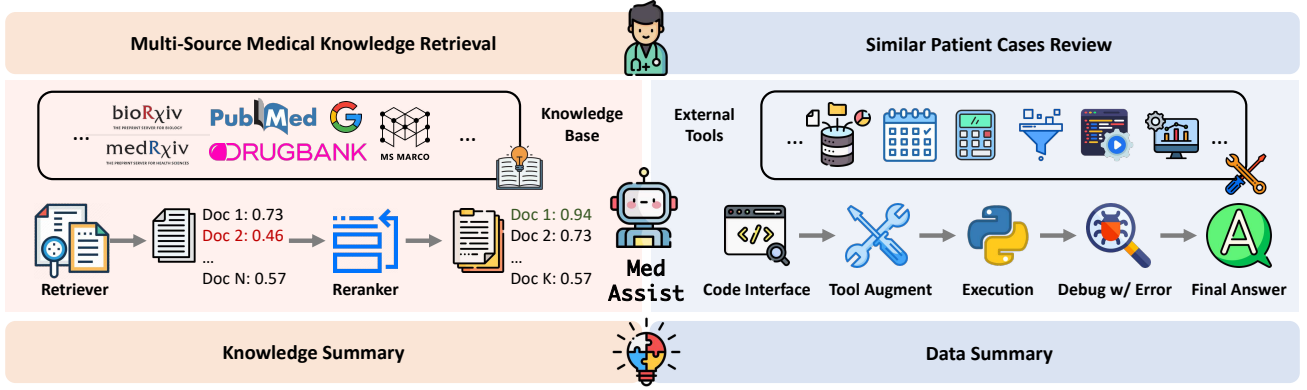 Multi-Source Medical Knowledge Retrieval
Similar Patient Cases Review
...
bioRχiv
THE PREPRINT SERVER FOR BIOLOGY
medRχiv
THE PREPRINT SERVER FOR HEALTH SCIENCES
PubMed
G
DRUGBANK
MS MARCO
...
Knowledge
Base
External
Tools
...
...
Doc 1: 0.73
Doc 2: 0.46
...
Doc N: 0.57
Doc 1: 0.94
Doc 2: 0.73
...
Doc K: 0.57
Retriever
Reranker
Med
Assist
</>
A
Code Interface
Tool Augment
Execution
Debug w/ Error
Final Answer
Knowledge Summary
Data Summary